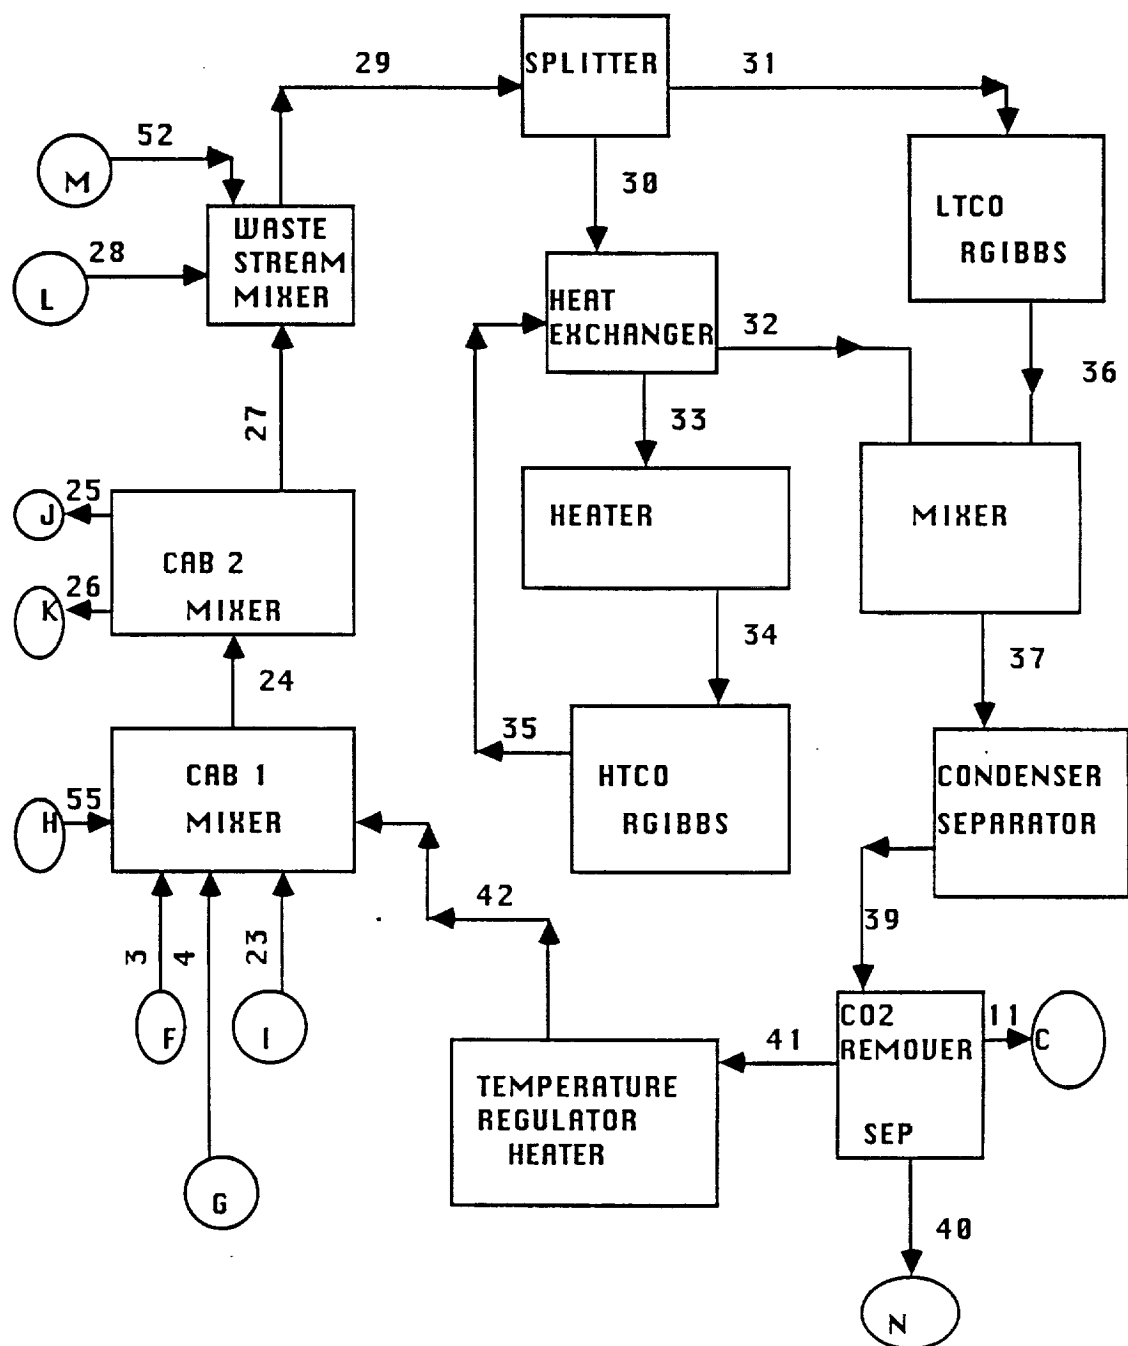 29
SPLITTER
31
52
M
30
LTCO
RGIBBS
WASTE
STREAM
MIXER
28
L
HEAT
EXCHANGER
32
36
27
33
25
J
HEATER
MIXER
CAB 2
MIXER
26
K
34
37
24
35
CAB 1
MIXER
HTCO
RGIBBS
CONDENSER
SEPARATOR
55
H
42
39
3
4
23
F
I
CO2
REMOVER
SEP
11
C
41
TEMPERATURE
REGULATOR
HEATER
G
40
N